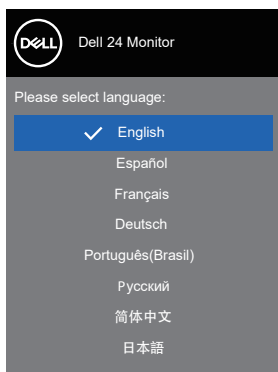 DELL
Dell 24 Monitor
Please select language:
English
Español
Français
Deutsch
Português(Brasil)
Русский
简体中文
日本語